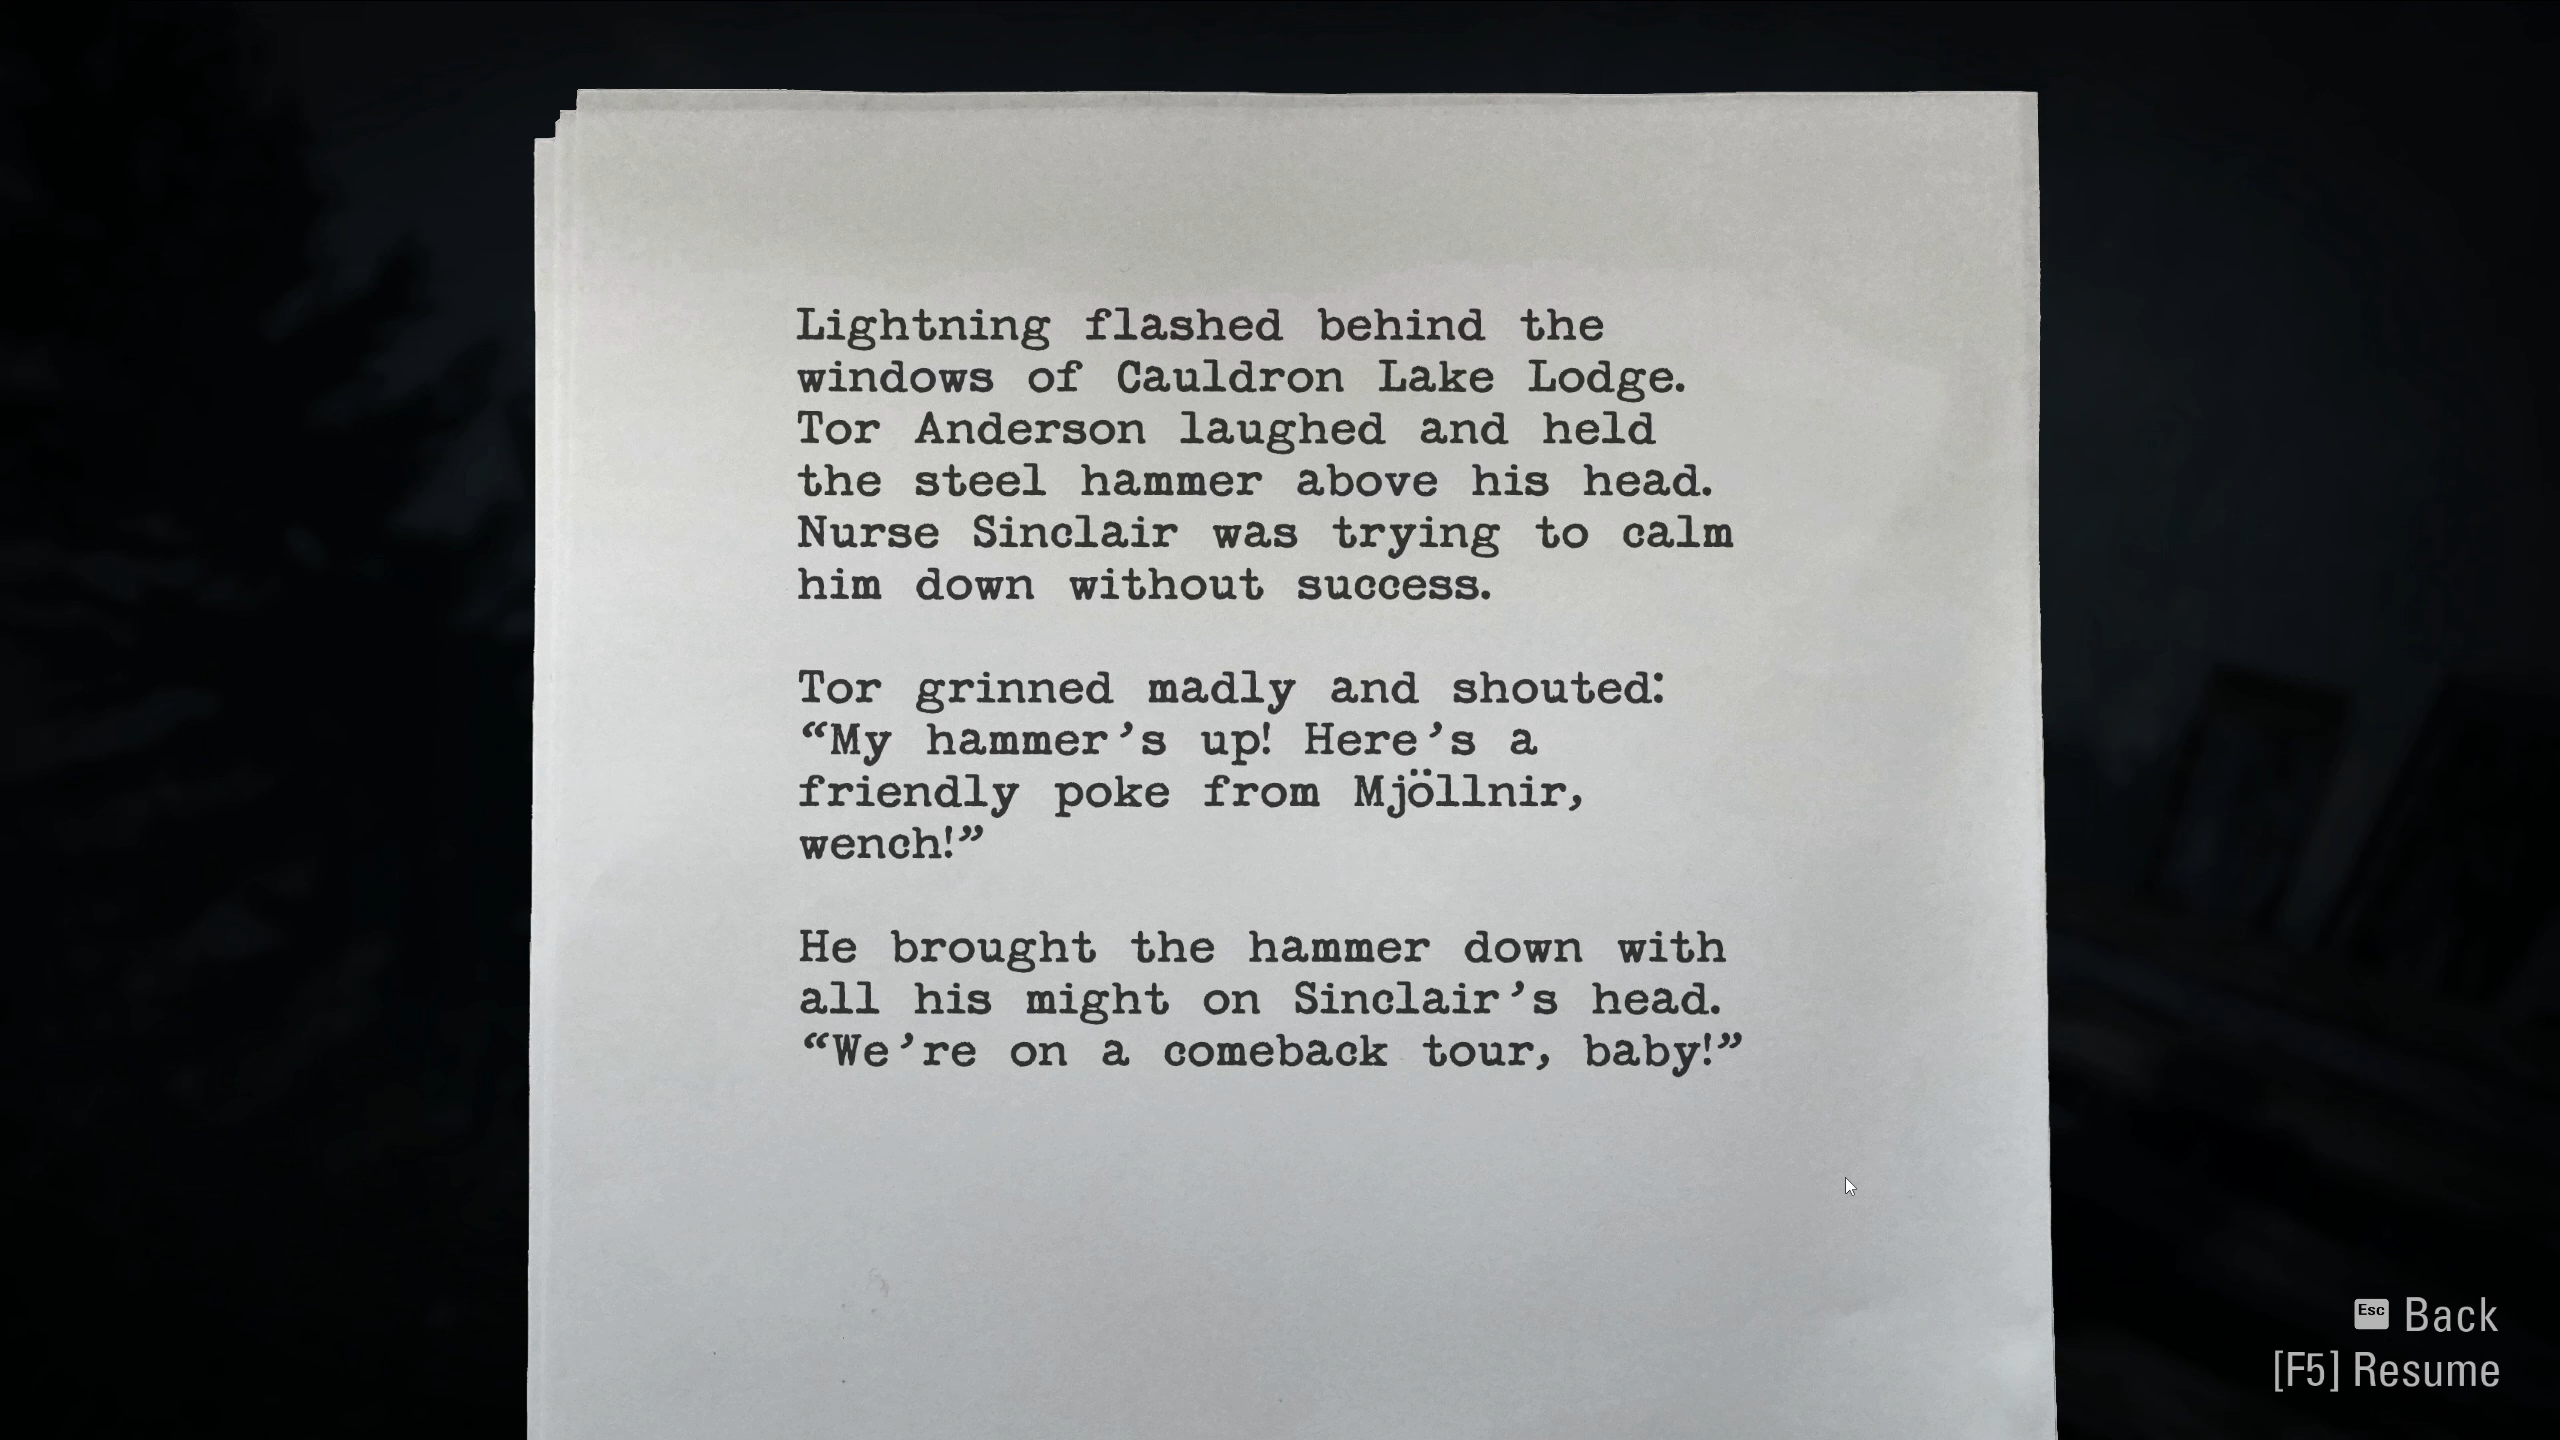 Lightning flashed behind the
windows of Cauldron Lake Lodge.
Tor Anderson laughed and held
the steel hammer above his head.
Nurse Sinclair was trying to calm
him down without success.
Tor grinned madly and shouted:
“My hammer’s up! Here’s a
friendly poke from Mjöllnir,
wench!”
He brought the hammer down with
all his might on Sinclair’s head.
“We’re on a comeback tour, baby!”
Esc Back
[F5] Resume